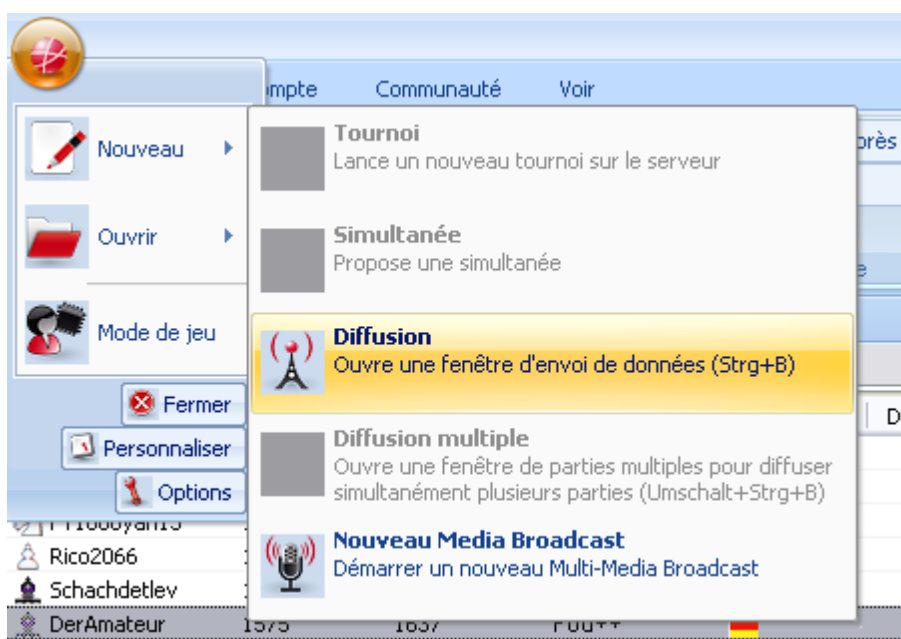 mpte Communauté Voir
Nouveau
Ouvrir
Mode de jeu
Fermer
Personnaliser
Options
Tournoi
Lance un nouveau tournoi sur le serveur
Simultanée
Propose une simultanée
Diffusion
Ouvre une fenêtre d'envoi de données (Strg+B)
Diffusion multiple
Ouvre une fenêtre de parties multiples pour diffuser
simultanément plusieurs parties (Umschalt+Strg+B)
Nouveau Media Broadcast
Démarrer un nouveau Multi-Media Broadcast
près
e
D
Rico2066
Schachdetlev
DerAmateur 1575 1637